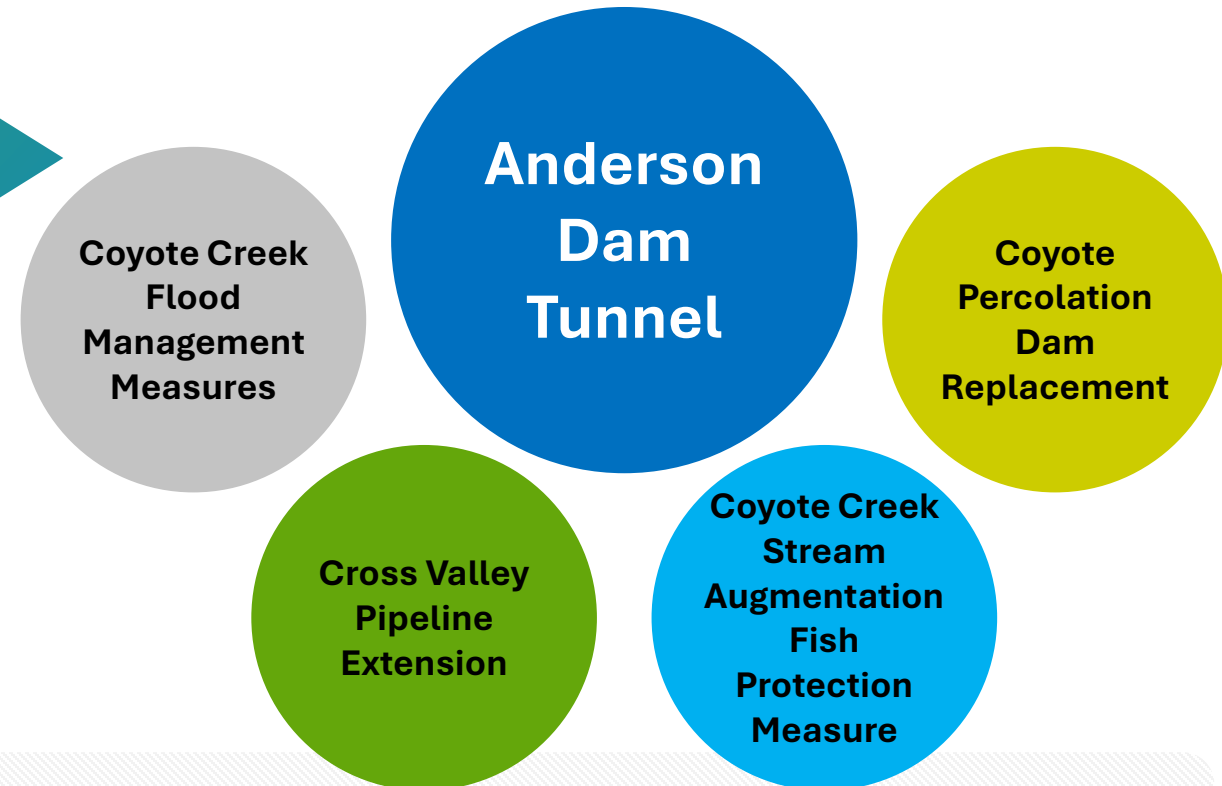 Anderson
Dam
Tunnel
Coyote Creek
Flood
Management
Measures
Coyote
Percolation
Dam
Replacement
Cross Valley
Pipeline
Extension
Coyote Creek
Stream
Augmentation
Fish
Protection
Measure